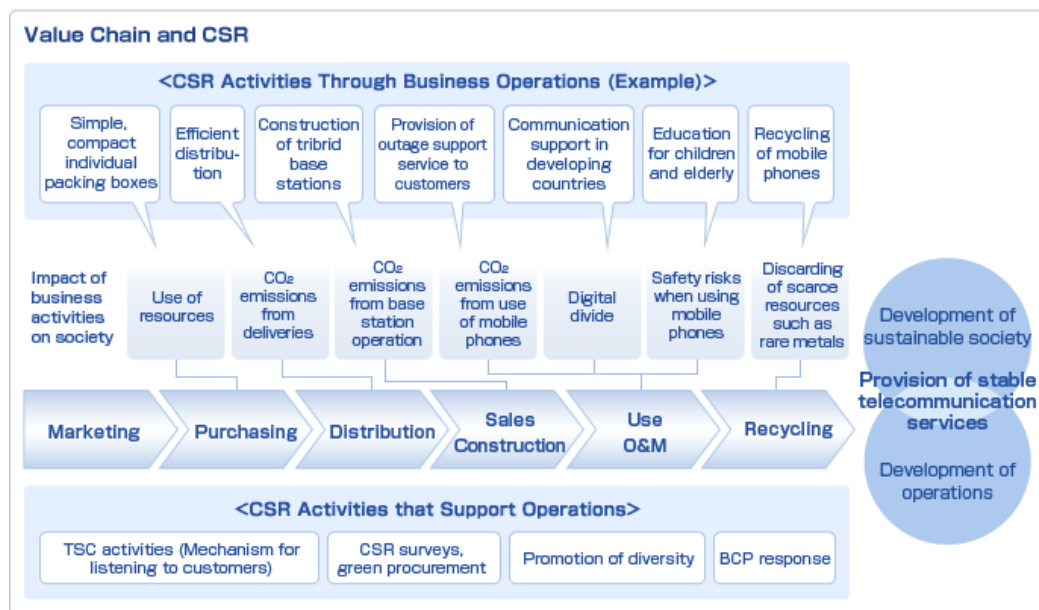 Value Chain and CSR
<CSR Activities Through Business Operations (Example)>
Simple,
compact
individual
packing boxes
Efficient
distribu-
tion
Construction
of tribrid
base
stations
Provision of
outage support
service to
customers
Communication
support in
developing
countries
Education
for children
and elderly
Recycling
of mobile
phones
Impact of
business
activities
on society
Use of
resources
CO₂
emissions
from
deliveries
CO₂
emissions
from base
station
operation
CO₂
emissions
from use
of mobile
phones
Digital
divide
Safety risks
when using
mobile
phones
Discarding
of scarce
resources
such as
rare metals
Marketing
Purchasing
Distribution
Sales
Construction
Use
O&M
Recycling
Development of
sustainable society
Provision of stable
telecommunication
services
Development of
operations
<CSR Activities that Support Operations>
TSC activities (Mechanism for
listening to customers)
CSR surveys,
green procurement
Promotion of diversity
BCP response